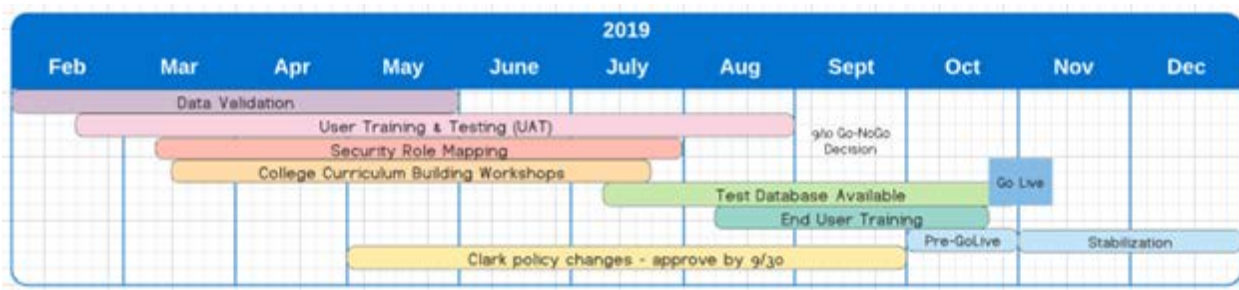 2019
Feb Mar Apr May June July Aug Sept Oct Nov Dec
Data Validation
User Training & Testing (UAT)
9/10 Go-NoGo
Decision
Security Role Mapping
College Curriculum Building Workshops
Go Live
Test Database Available
End User Training
Pre-GoLive
Stabilization
Clark policy changes - approve by 9/30